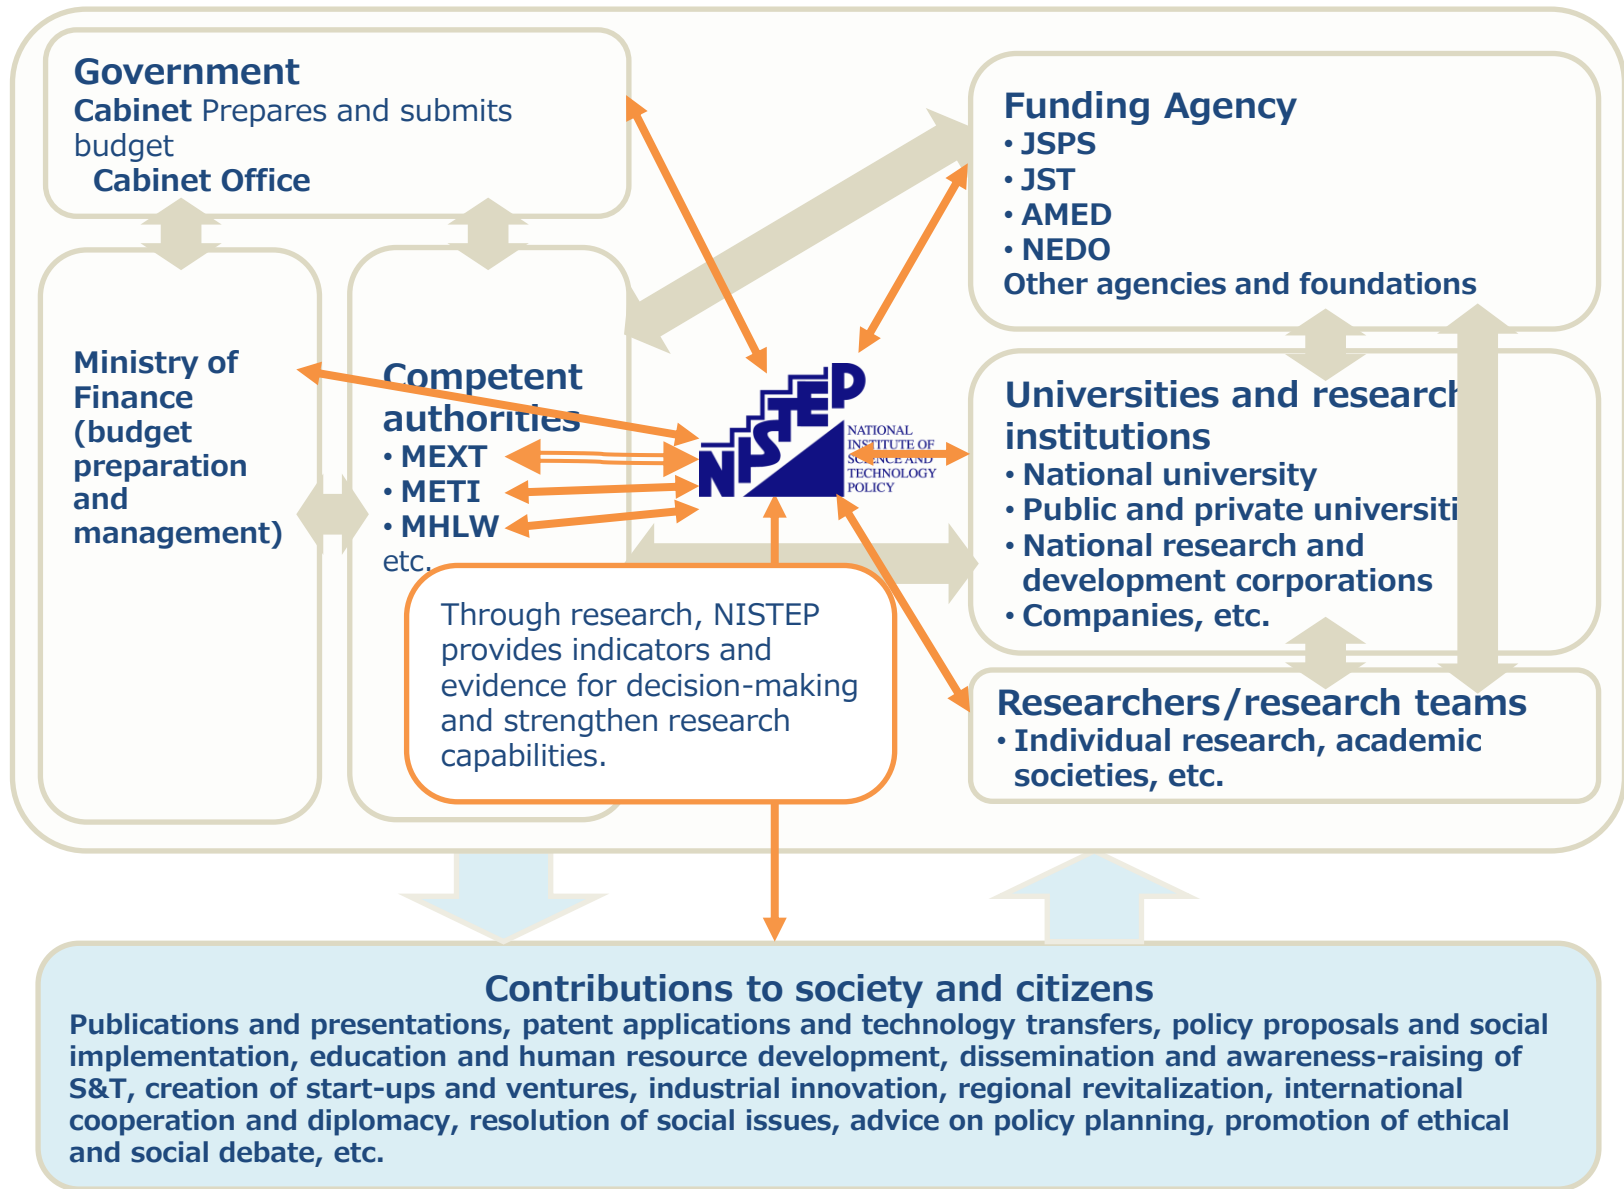 Government
Cabinet Prepares and submits
budget
Cabinet Office
Funding Agency
• JSPS
• JST
• AMED
• NEDO
Other agencies and foundations
Ministry of
Finance
(budget
preparation
and
management)
Competent
authorities
• MEXT
• METI
• MHLW
etc.
NISTEP
NATIONAL
INSTITUTE OF
SCIENCE AND
TECHNOLOGY
POLICY
Universities and research
institutions
• National university
• Public and private universiti
• National research and
development corporations
• Companies, etc.
Through research, NISTEP
provides indicators and
evidence for decision-making
and strengthen research
capabilities.
Researchers/research teams
• Individual research, academic
societies, etc.
Contributions to society and citizens
Publications and presentations, patent applications and technology transfers, policy proposals and social
implementation, education and human resource development, dissemination and awareness-raising of
S&T, creation of start-ups and ventures, industrial innovation, regional revitalization, international
cooperation and diplomacy, resolution of social issues, advice on policy planning, promotion of ethical
and social debate, etc.